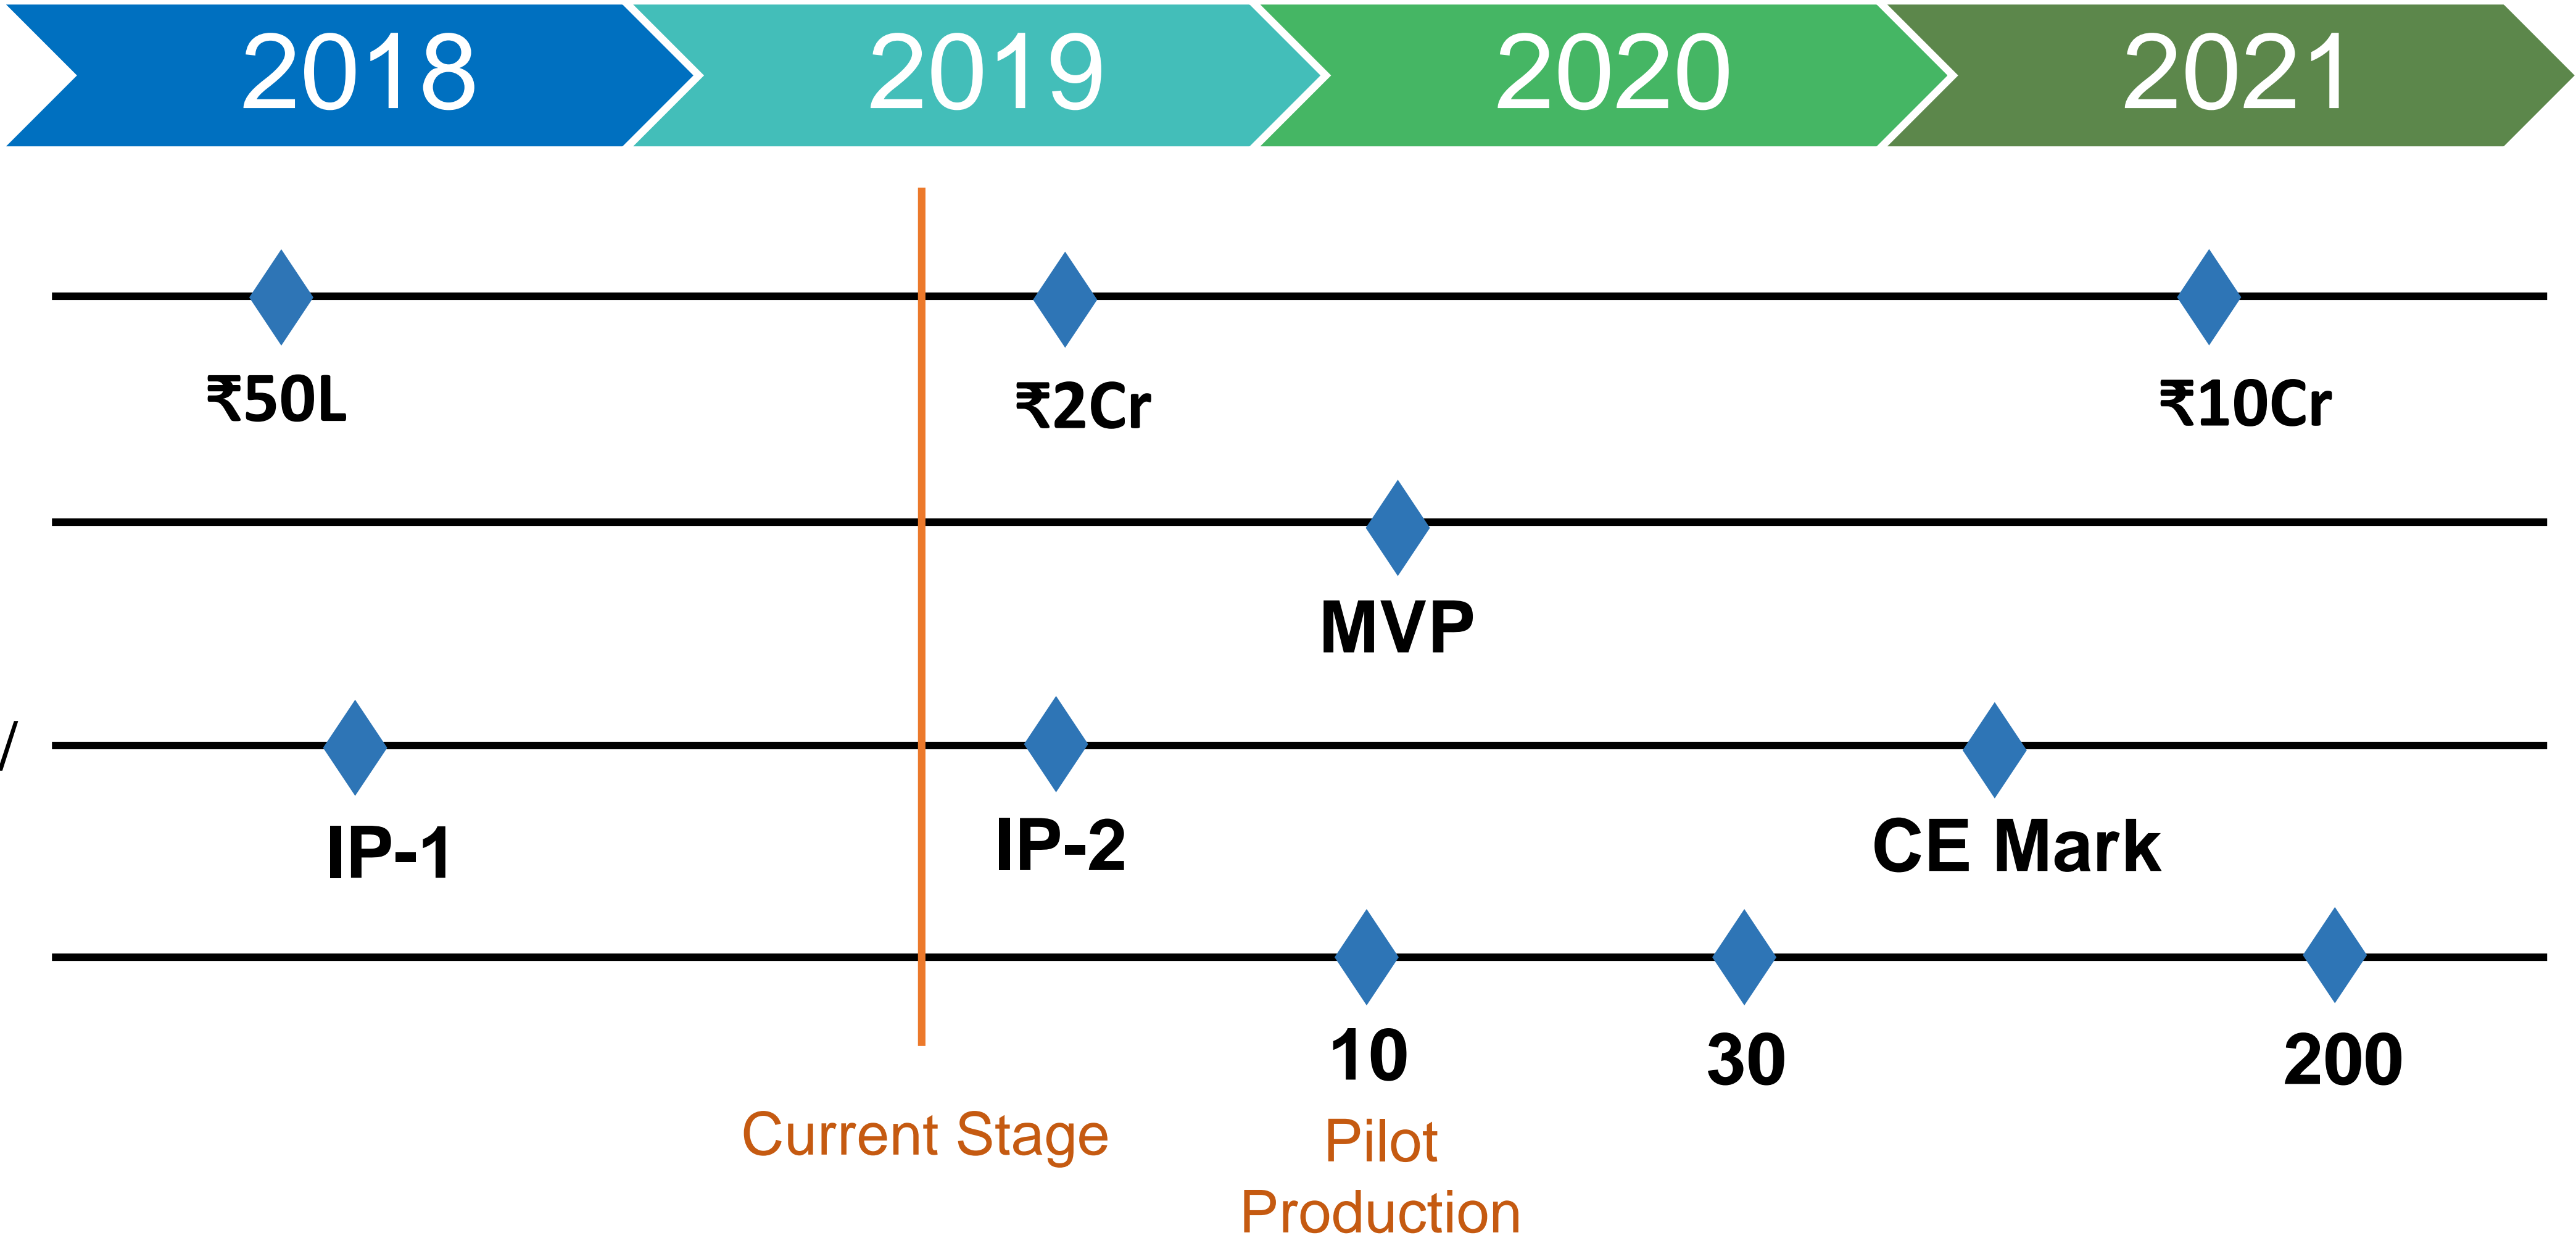 2018 2019 2020 2021
₹50L ₹2Cr ₹10Cr
MVP
/
IP-1 IP-2 CE Mark
10 30 200
Current Stage
Pilot
Production